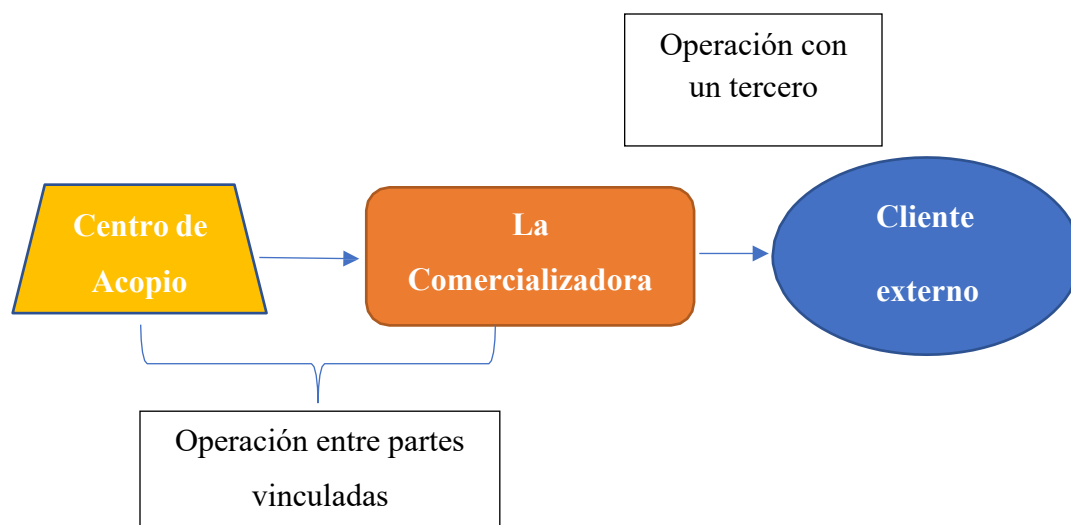 Operación con
un tercero
Centro de
Acopio
La
Comercializadora
Cliente
externo
Operación entre partes
vinculadas